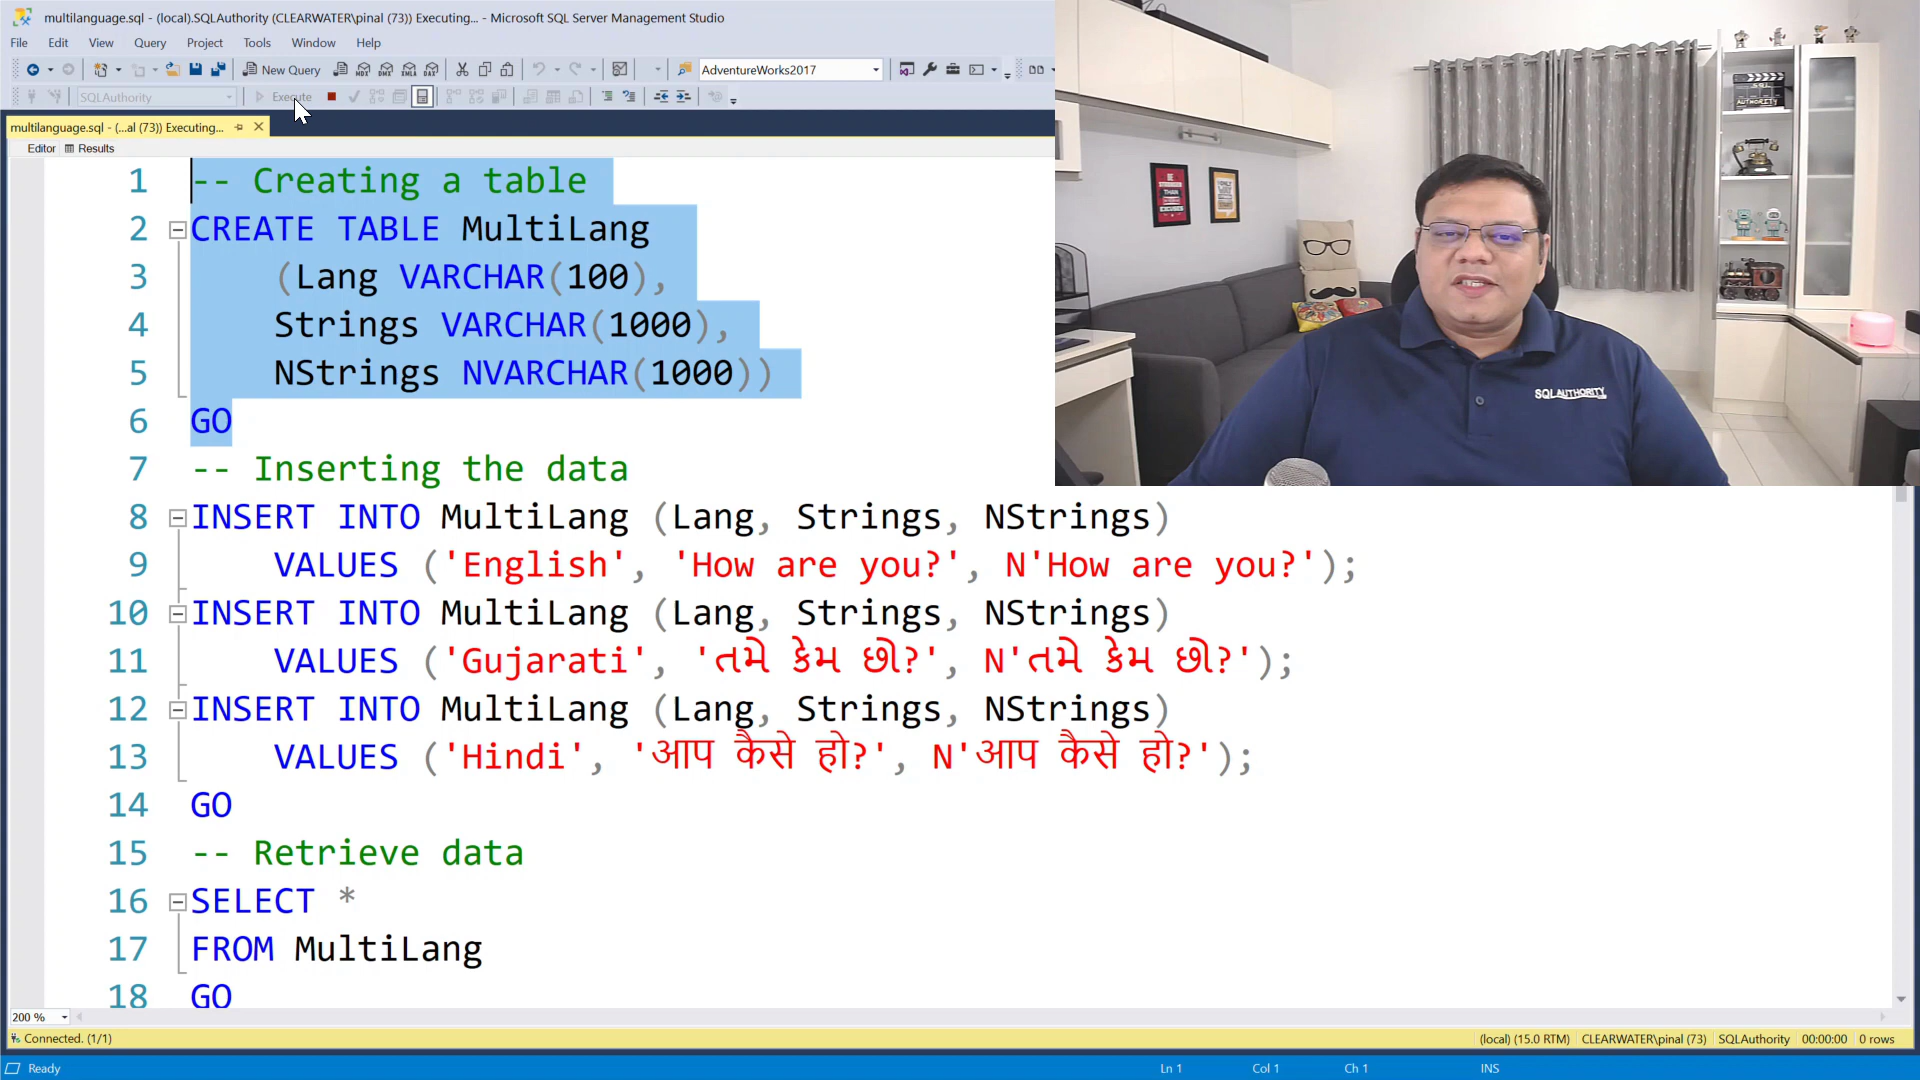 multilanguage.sql - (local).SQLAuthority (CLEARWATER\pinal (73)) Executing... - Microsoft SQL Server Management Studio
File Edit View Query Project Tools Window Help
New Query MDX DMX XMLA DAX AdventureWorks2017
SQLAuthority Execute
multilanguage.sql - (...al (73)) Executing...
Editor Results
1 -- Creating a table
2 CREATE TABLE MultiLang
3 (Lang VARCHAR(100),
4 Strings VARCHAR(1000),
5 NStrings NVARCHAR(1000))
6 GO
7 -- Inserting the data
8 INSERT INTO MultiLang (Lang, Strings, NStrings)
9 VALUES ('English', 'How are you?', N'How are you?');
10 INSERT INTO MultiLang (Lang, Strings, NStrings)
11 VALUES ('Gujarati', 'તમે કેમ છો?', N'તમે કેમ છો?');
12 INSERT INTO MultiLang (Lang, Strings, NStrings)
13 VALUES ('Hindi', 'आप कैसे हो?', N'आप कैसे हो?');
14 GO
15 -- Retrieve data
16 SELECT *
17 FROM MultiLang
18 GO
200 %
Connected. (1/1) (local) (15.0 RTM) CLEARWATER\pinal (73) SQLAuthority 00:00:00 0 rows
Ready Ln 1 Col 1 Ch 1 INS
SQL AUTHORITY
SQLAUTHORITY